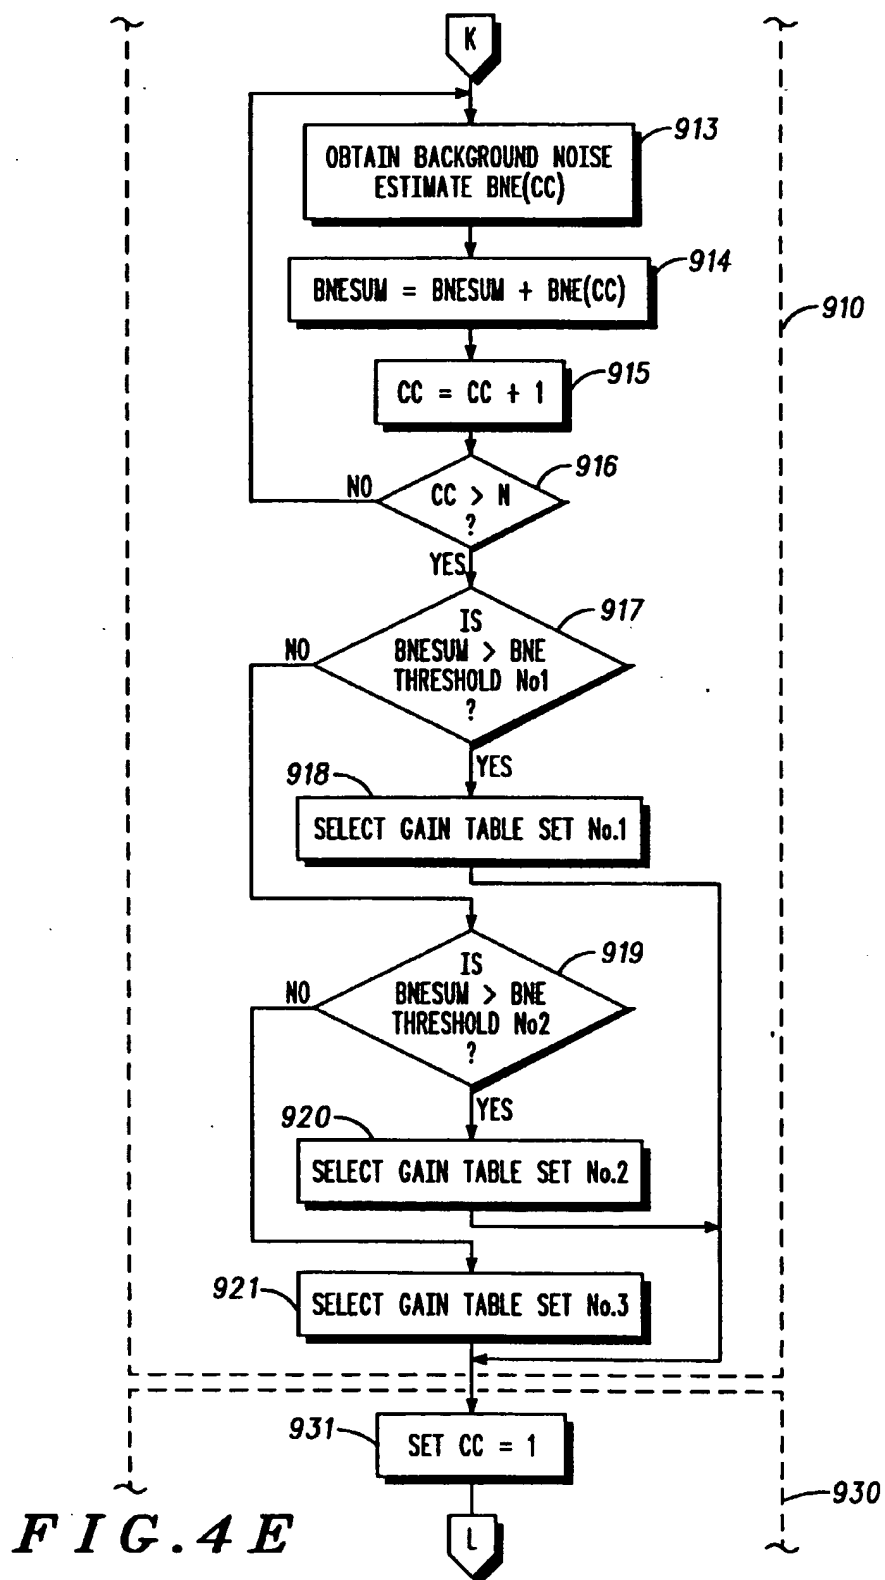 K
913
OBTAIN BACKGROUND NOISE
ESTIMATE BNE(CC)
914
BNESUM = BNESUM + BNE(CC)
910
915
CC = CC + 1
916
NO
CC > N
?
YES
917
IS
NO
BNESUM > BNE
THRESHOLD No1
?
YES
918
SELECT GAIN TABLE SET No.1
919
IS
NO
BNESUM > BNE
THRESHOLD No2
?
YES
920
SELECT GAIN TABLE SET No.2
921
SELECT GAIN TABLE SET No.3
931
SET CC = 1
930
FIG.4E
L